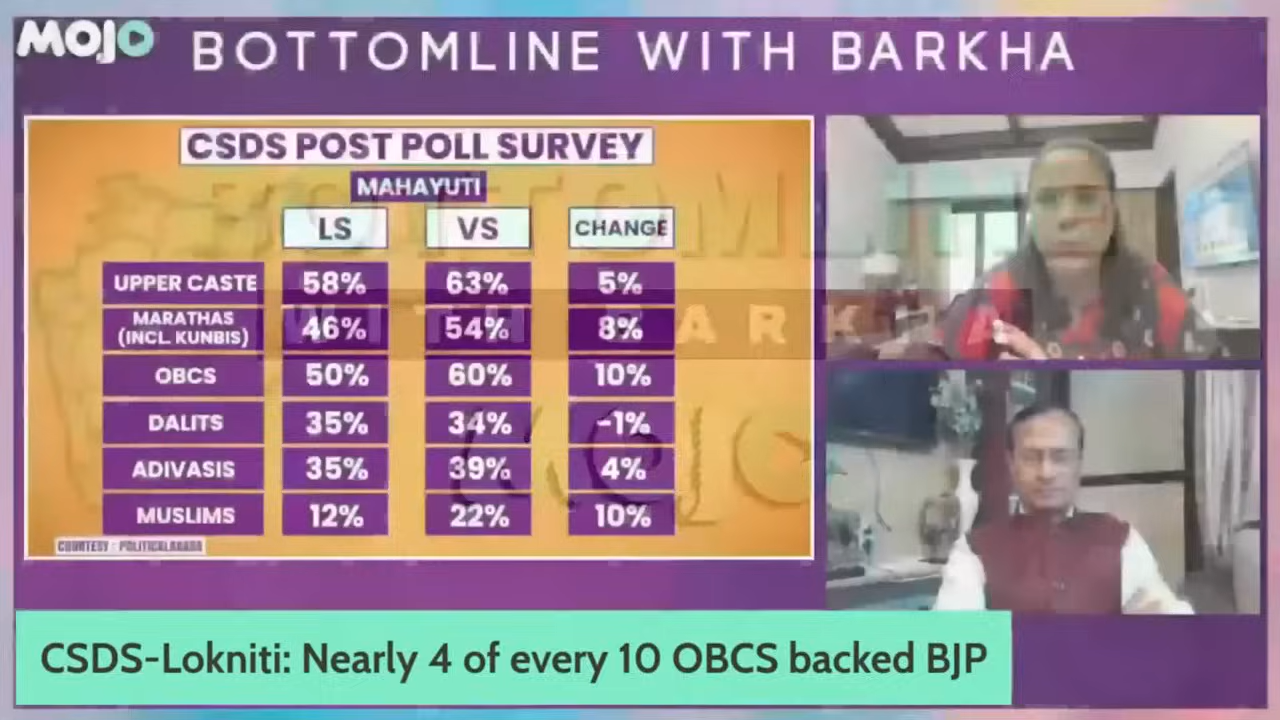 MOJO
BOTTOMLINE WITH BARKHA
CSDS POST POLL SURVEY
MAHAYUTI
LS VS CHANGE
UPPER CASTE 58% 63% 5%
MARATHAS
(INCL. KUNBIS) 46% 54% 8%
OBCS 50% 60% 10%
DALITS 35% 34% -1%
ADIVASIS 35% 39% 4%
MUSLIMS 12% 22% 10%
COURTESY : POLITICALBAABA
CSDS-Lokniti: Nearly 4 of every 10 OBCS backed BJP